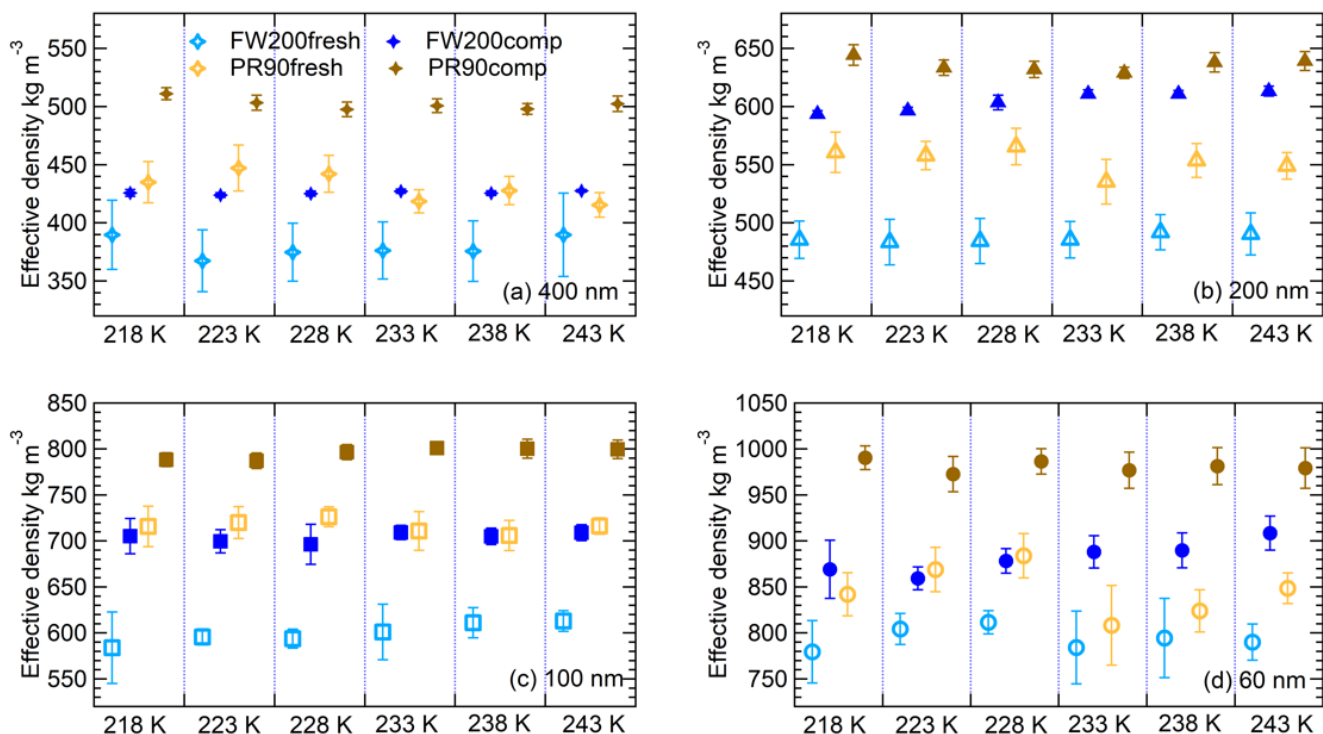 Effective density kg m⁻³
550
500
450
400
350
FW200fresh
FW200comp
PR90fresh
PR90comp
(a) 400 nm
218 K 223 K 228 K 233 K 238 K 243 K
Effective density kg m⁻³
650
600
550
500
450
(b) 200 nm
218 K 223 K 228 K 233 K 238 K 243 K
Effective density kg m⁻³
850
800
750
700
650
600
550
(c) 100 nm
218 K 223 K 228 K 233 K 238 K 243 K
Effective density kg m⁻³
1050
1000
950
900
850
800
750
(d) 60 nm
218 K 223 K 228 K 233 K 238 K 243 K